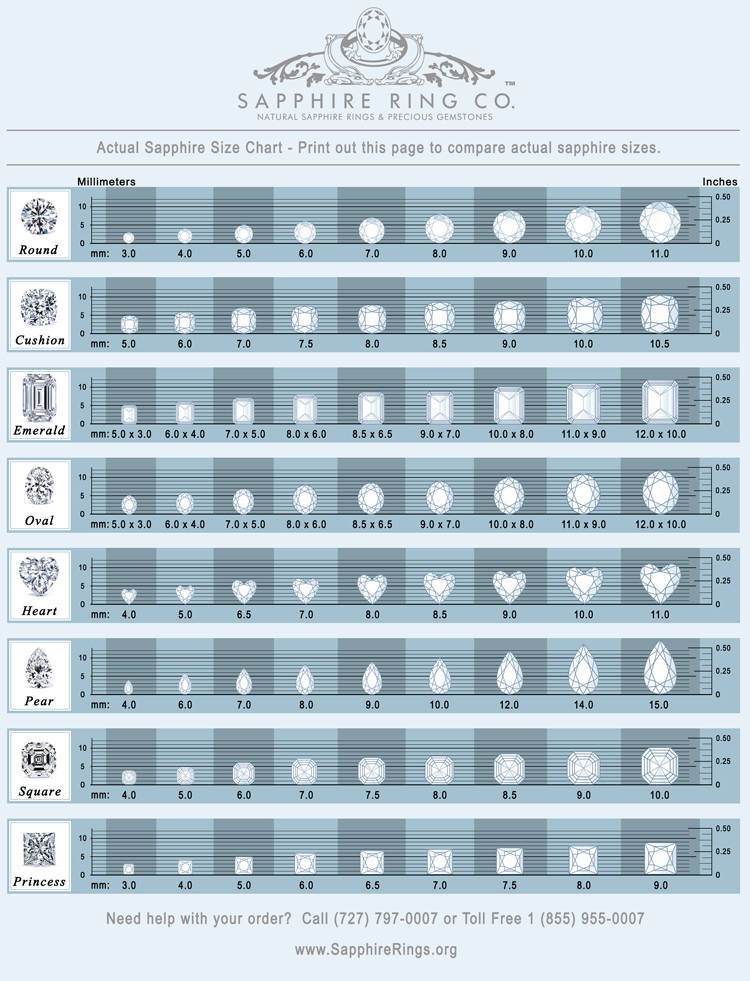 TM
SAPPHIRE RING CO.
NATURAL SAPPHIRE RINGS & PRECIOUS GEMSTONES
Actual Sapphire Size Chart - Print out this page to compare actual sapphire sizes.
Millimeters Inches
10 0.50
5 0.25
0 0
Round mm: 3.0 4.0 5.0 6.0 7.0 8.0 9.0 10.0 11.0
10 0.50
5 0.25
0 0
Cushion mm: 5.0 6.0 7.0 7.5 8.0 8.5 9.0 10.0 10.5
10 0.50
5 0.25
0 0
Emerald mm: 5.0 x 3.0 6.0 x 4.0 7.0 x 5.0 8.0 x 6.0 8.5 x 6.5 9.0 x 7.0 10.0 x 8.0 11.0 x 9.0 12.0 x 10.0
10 0.50
5 0.25
0 0
Oval mm: 5.0 x 3.0 6.0 x 4.0 7.0 x 5.0 8.0 x 6.0 8.5 x 6.5 9.0 x 7.0 10.0 x 8.0 11.0 x 9.0 12.0 x 10.0
10 0.50
5 0.25
0 0
Heart mm: 4.0 5.0 6.5 7.0 8.0 8.5 9.0 10.0 11.0
10 0.50
5 0.25
0 0
Pear mm: 4.0 6.0 7.0 8.0 9.0 10.0 12.0 14.0 15.0
10 0.50
5 0.25
0 0
Square mm: 4.0 5.0 6.0 7.0 7.5 8.0 8.5 9.0 10.0
10 0.50
5 0.25
0 0
Princess mm: 3.0 4.0 5.0 6.0 6.5 7.0 7.5 8.0 9.0
Need help with your order? Call (727) 797-0007 or Toll Free 1 (855) 955-0007
www.SapphireRings.org